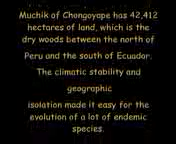 Muchik of Chongoyape has 42,412
hectares of land, which is the
dry woods between the north of
Peru and the south of Ecuador.
The climatic stability and
geographic
isolation made it easy for the
evolution of a lot of endemic
species.